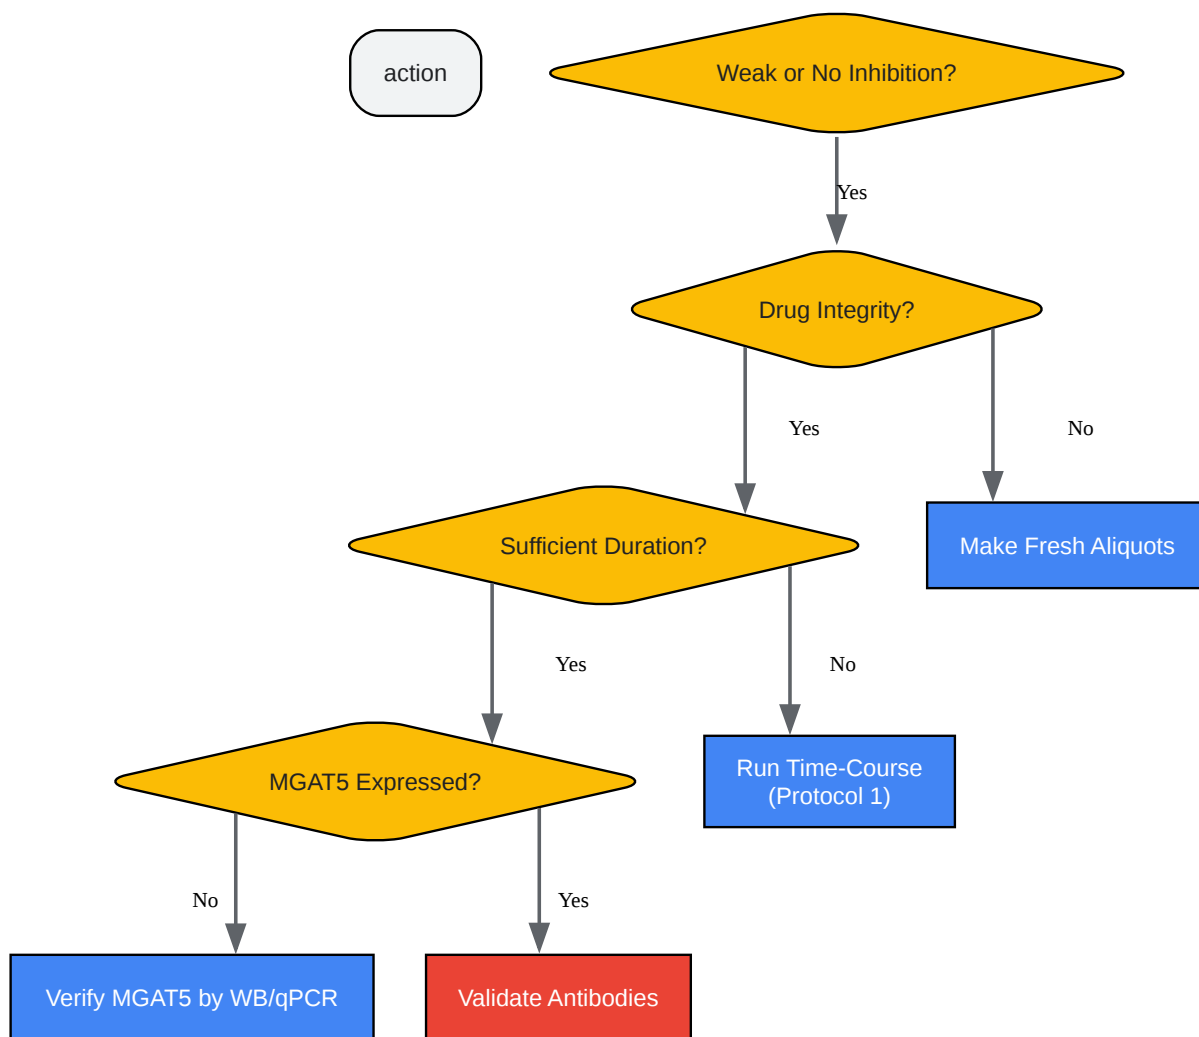 action
Weak or No Inhibition?
Yes
Drug Integrity?
Yes
No
Sufficient Duration?
Make Fresh Aliquots
Yes
No
MGAT5 Expressed?
Run Time-Course
(Protocol 1)
No
Yes
Verify MGAT5 by WB/qPCR
Validate Antibodies